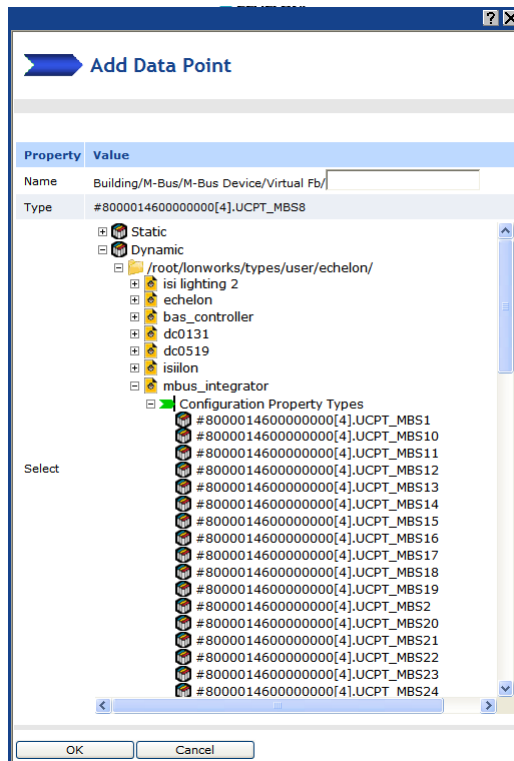 Add Data Point
Property Value
Name Building/M-Bus/M-Bus Device/Virtual Fb/
Type #8000014600000000[4].UCPT_MBS8
Static
Dynamic
/root/lonworks/types/user/echelon/
isi lighting 2
echelon
bas_controller
dc0131
dc0519
isiilon
mbus_integrator
Configuration Property Types
#8000014600000000[4].UCPT_MBS1
#8000014600000000[4].UCPT_MBS10
#8000014600000000[4].UCPT_MBS11
#8000014600000000[4].UCPT_MBS12
#8000014600000000[4].UCPT_MBS13
#8000014600000000[4].UCPT_MBS14
Select #8000014600000000[4].UCPT_MBS15
#8000014600000000[4].UCPT_MBS16
#8000014600000000[4].UCPT_MBS17
#8000014600000000[4].UCPT_MBS18
#8000014600000000[4].UCPT_MBS19
#8000014600000000[4].UCPT_MBS2
#8000014600000000[4].UCPT_MBS20
#8000014600000000[4].UCPT_MBS21
#8000014600000000[4].UCPT_MBS22
#8000014600000000[4].UCPT_MBS23
#8000014600000000[4].UCPT_MBS24
OK Cancel